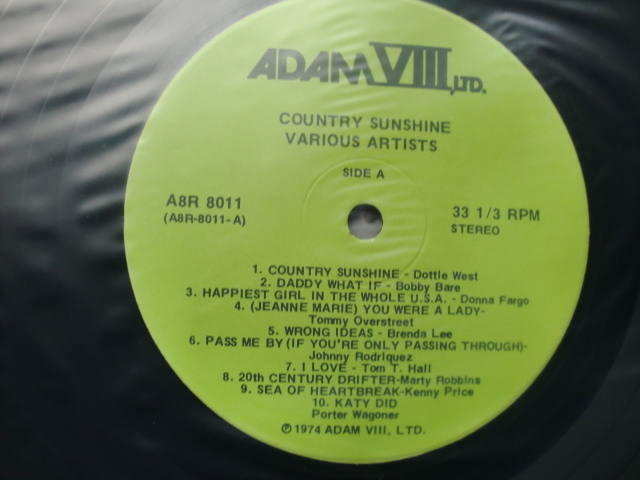 ADAM VIII, LTD.
COUNTRY SUNSHINE
VARIOUS ARTISTS
SIDE A
A8R 8011
(A8R-8011-A)
33 1/3 RPM
STEREO
1. COUNTRY SUNSHINE - Dottle West
2. DADDY WHAT IF - Bobby Bare
3. HAPPIEST GIRL IN THE WHOLE U.S.A. - Donna Fargo
4. (JEANNE MARIE) YOU WERE A LADY-
Tommy Overstreet
5. WRONG IDEAS - Brenda Lee
6. PASS ME BY (IF YOU'RE ONLY PASSING THROUGH)-
Johnny Rodriquez
7. I LOVE - Tom T. Hall
8. 20th CENTURY DRIFTER-Marty Robbins
9. SEA OF HEARTBREAK-Kenny Price
10. KATY DID
Porter Wagoner
℗ 1974 ADAM VIII, LTD.